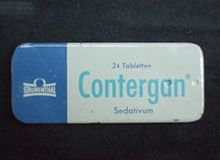 24 Tabletten
GRÜNENTHAL
Contergan®
Sedativum